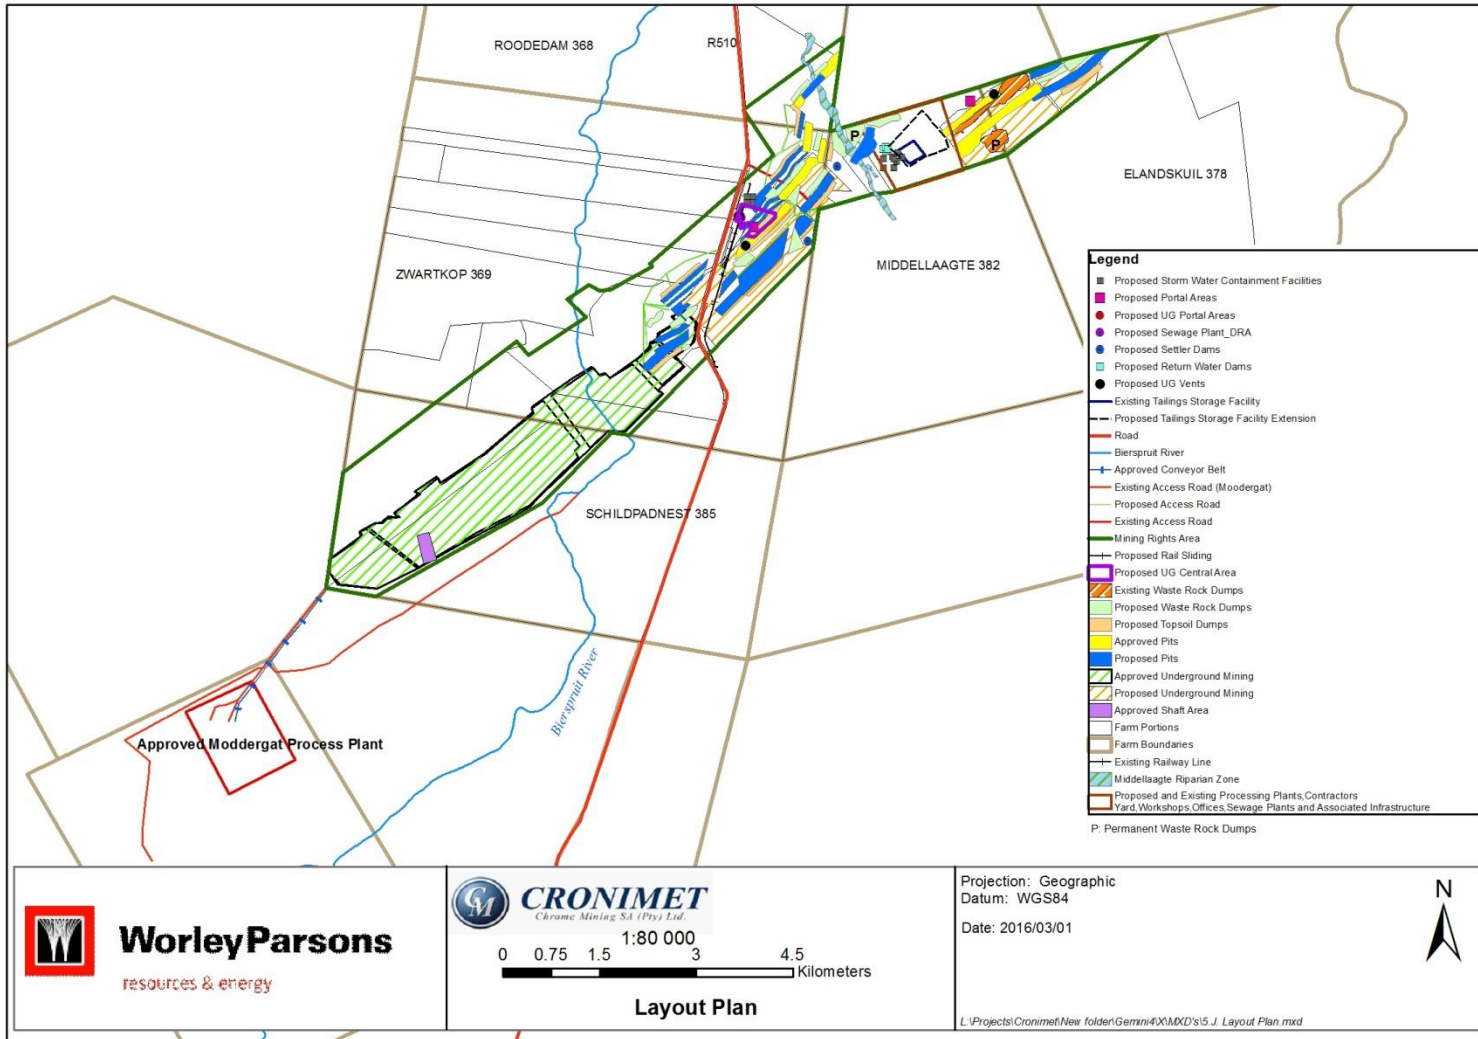 ROODEDAM 368
R510
ELANDSKUIL 378
MIDDELLAAGTE 382
ZWARTKOP 369
SCHILDPADNEST 385
P
P
Bierspruit River
Approved Moddergat Process Plant
Legend
Proposed Storm Water Containment Facilities
Proposed Portal Areas
Proposed UG Portal Areas
Proposed Sewage Plant_DRA
Proposed Settler Dams
Proposed Return Water Dams
Proposed UG Vents
Existing Tailings Storage Facility
Proposed Tailings Storage Facility Extension
Road
Bierspruit River
Approved Conveyor Belt
Existing Access Road (Moodergat)
Proposed Access Road
Existing Access Road
Mining Rights Area
Proposed Rail Sliding
Proposed UG Central Area
Existing Waste Rock Dumps
Proposed Waste Rock Dumps
Proposed Topsoil Dumps
Approved Pits
Proposed Pits
Approved Underground Mining
Proposed Underground Mining
Approved Shaft Area
Farm Portions
Farm Boundaries
Existing Railway Line
Middellaagte Riparian Zone
Proposed and Existing Processing Plants,Contractors
Yard,Workshops,Offices,Sewage Plants and Associated Infrastructure
P: Permanent Waste Rock Dumps
WorleyParsons
resources & energy
CM
CRONIMET
Chrome Mining SA (Pty) Ltd.
1:80 000
0 0.75 1.5 3 4.5
Kilometers
Layout Plan
Projection: Geographic
Datum: WGS84
Date: 2016/03/01
N
L:\Projects\Cronimet\New folder\Gemini4\X\MXD's\5.J. Layout Plan.mxd